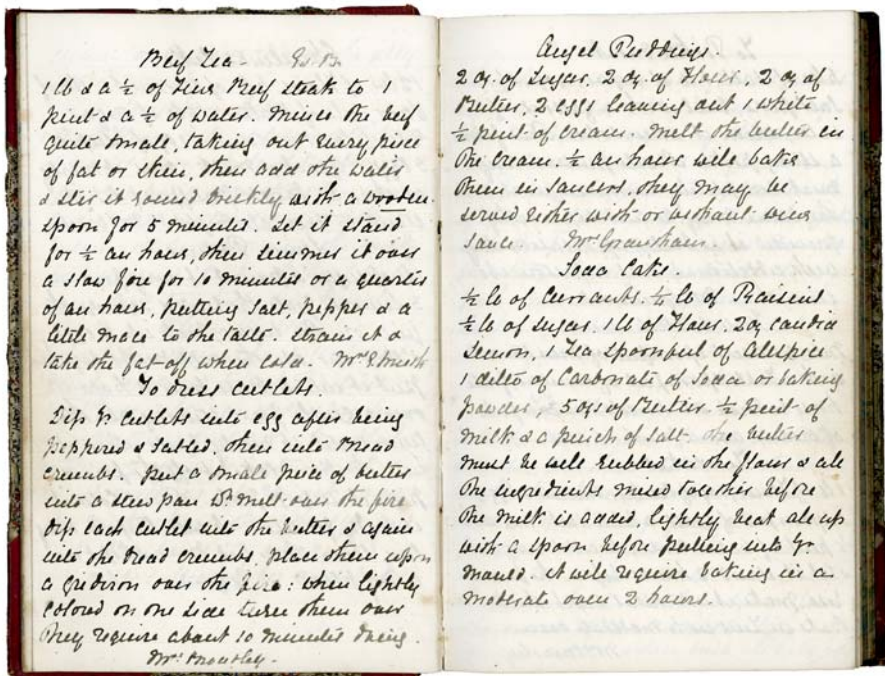 Beef Tea -
1 lb & a ½ of Lean Beef steak to 1
pint & a ½ of water. Mince the beef
quite small, taking out every piece
of fat or skin, then add the water
& stir it round briskly with a wooden
spoon for 5 minutes. Let it stand
for ½ an hour, then simmer it over
a slow fire for 10 minutes or a quarter
of an hour, putting salt, pepper & a
little mace to the taste. Strain it &
take the fat off when cold. Mrs
To dress cutlets.
Dip yr cutlets into egg after being
peppered & salted, then into bread
crumbs. Put a small piece of butter
into a stew pan wh. melt over the fire
dip each cutlet into the butter & again
into the bread crumbs, place them upon
a gridiron over the fire: when lightly
colored on one side turn them over
they require about 10 minutes doing.
Mrs
Angel Puddings.
2 oz. of Sugar. 2 oz. of Flour, 2 oz of
Butter, 2 eggs leaving out 1 white
½ pint of cream. Melt the butter in
the cream. ½ an hour will bake
them in saucers, they may be
served either with or without wine
sauce. Mrs
Soda Cake
½ lb of Currants. ½ lb of Raisins
½ lb of sugar. 1 lb of Flour. 2 oz candied
lemon. 1 Tea spoonful of Allspice
1 ditto of Carbonate of Soda or baking
powder, 5 ozs of Butter. ½ pint of
milk & a pinch of salt. The butter
must be well rubbed in the flour & all
the ingredients mixed together before
the milk is added, lightly beat all up
with a spoon before putting into yr
mould. it will require baking in a
moderate oven 2 hours.